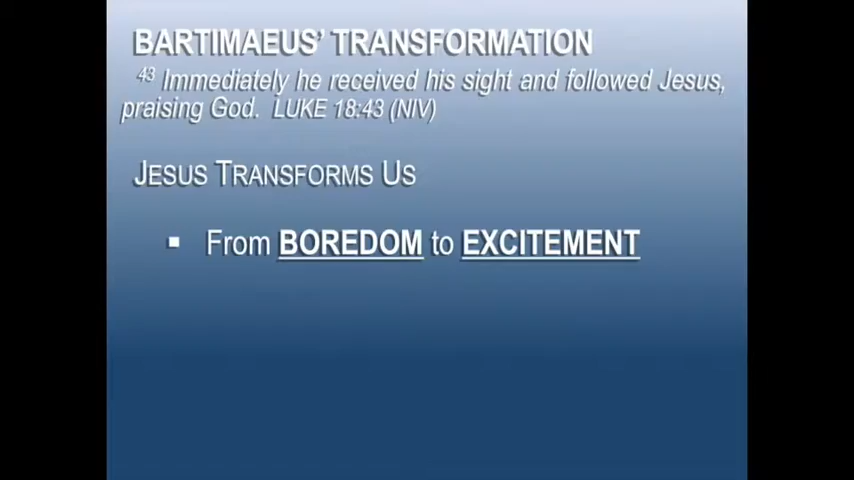 BARTIMAEUS' TRANSFORMATION
43 Immediately he received his sight and followed Jesus,
praising God. LUKE 18:43 (NIV)
JESUS TRANSFORMS US
▪ From BOREDOM to EXCITEMENT